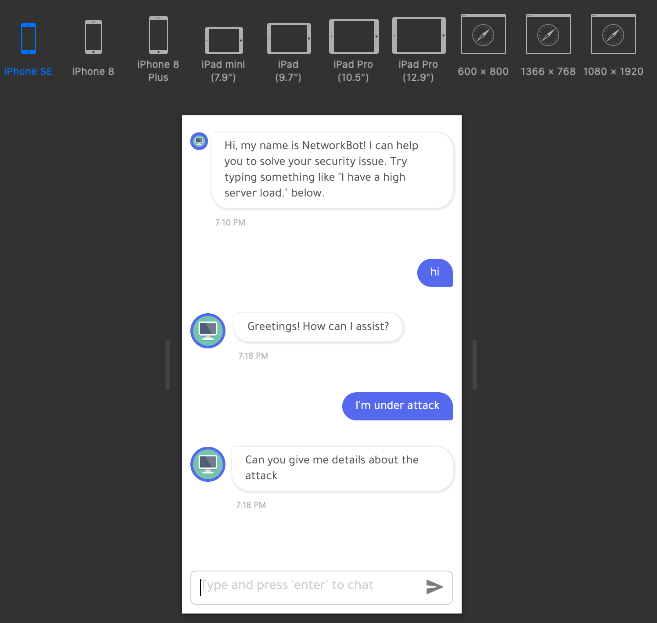 iPhone SE
iPhone 8
iPhone 8
Plus
iPad mini
(7.9")
iPad
(9.7")
iPad Pro
(10.5")
iPad Pro
(12.9")
600 × 800
1366 × 768
1080 × 1920
Hi, my name is NetworkBot! I can help
you to solve your security issue. Try
typing something like "I have a high
server load." below.
7:10 PM
hi
Greetings! How can I assist?
7:18 PM
I'm under attack
Can you give me details about the
attack
7:18 PM
Type and press 'enter' to chat